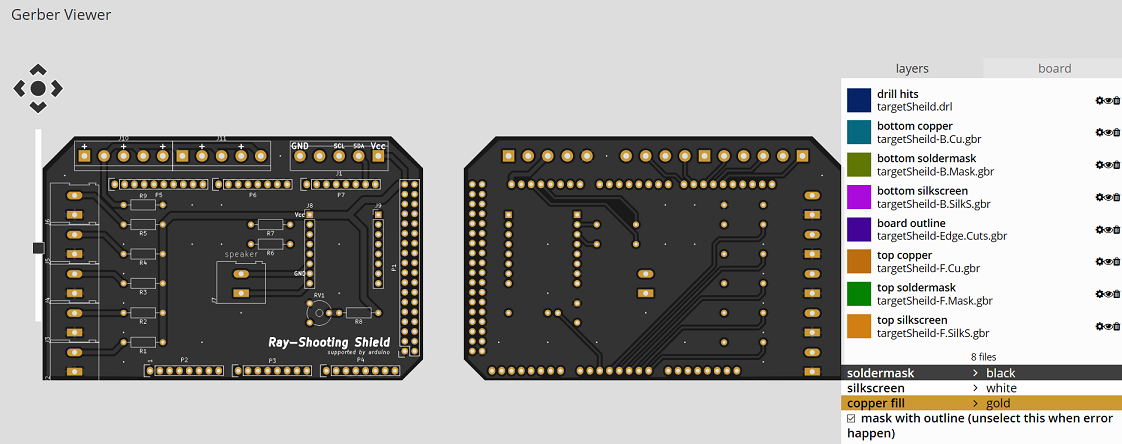 Gerber Viewer
layers
board
drill hits
targetSheild.drl
bottom copper
targetSheild-B.Cu.gbr
bottom soldermask
targetSheild-B.Mask.gbr
bottom silkscreen
targetSheild-B.SilkS.gbr
board outline
targetSheild-Edge.Cuts.gbr
top copper
targetSheild-F.Cu.gbr
top soldermask
targetSheild-F.Mask.gbr
top silkscreen
targetSheild-F.SilkS.gbr
8 files
soldermask > black
silkscreen > white
copper fill > gold
mask with outline (unselect this when error
happen)
J10
J11
+ + + +
GND SCL SDA Vcc
J1
P5
P6
P7
R9
J8
J9
Vcc
R5
R7
R6
R4
speaker
GND
P1
R3
J7
RV1
R2
R8
Ray-Shooting Shield
supported by arduino
R1
P2
P3
P4